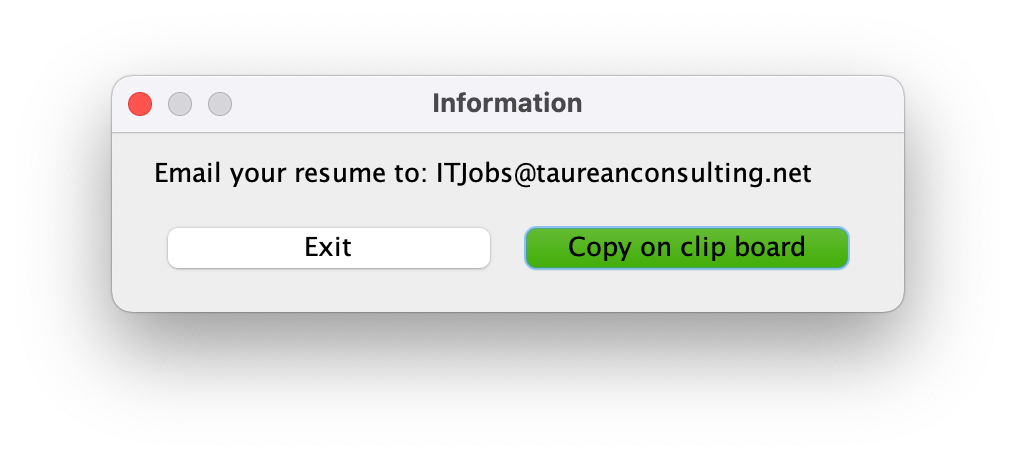 Information
Email your resume to: ITJobs@taureanconsulting.net
Exit
Copy on clip board